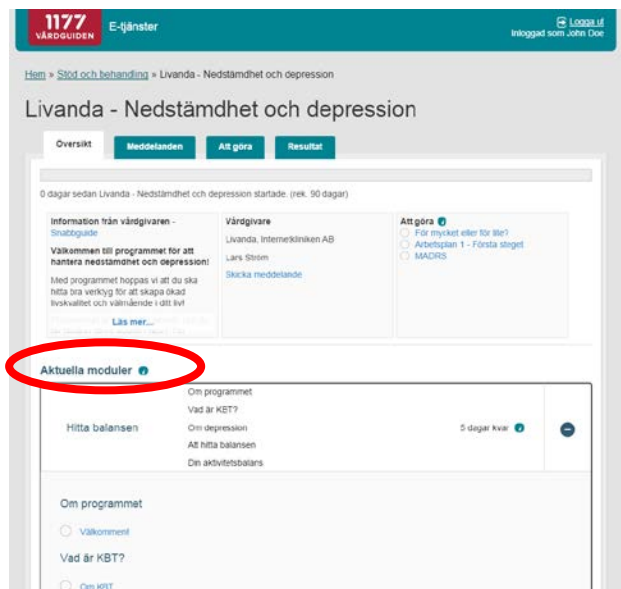 1177
VÅRDGUIDEN
E-tjänster
Logga ut
Inloggad som John Doe
Hem » Stöd och behandling » Livanda - Nedstämdhet och depression
Livanda - Nedstämdhet och depression
Översikt
Meddelanden
Att göra
Resultat
0 dagar sedan Livanda - Nedstämdhet och depression startade. (rek. 90 dagar)
Information från vårdgivaren -
Snabbguide
Välkommen till programmet för att
hantera nedstämdhet och depression!
Med programmet hoppas vi att du ska
hitta bra verktyg för att skapa ökad
livskvalitet och välmående i ditt liv!
Läs mer...
Vårdgivare
Livanda, Internetkliniken AB
Lars Ström
Skicka meddelande
Att göra
För mycket eller för lite?
Arbetsplan 1 - Första steget
MADRS
Aktuella moduler
Hitta balansen
Om programmet
Vad är KBT?
Om depression
Att hitta balansen
Din aktivitetsbalans
5 dagar kvar
Om programmet
Välkommen!
Vad är KBT?
Om KBT